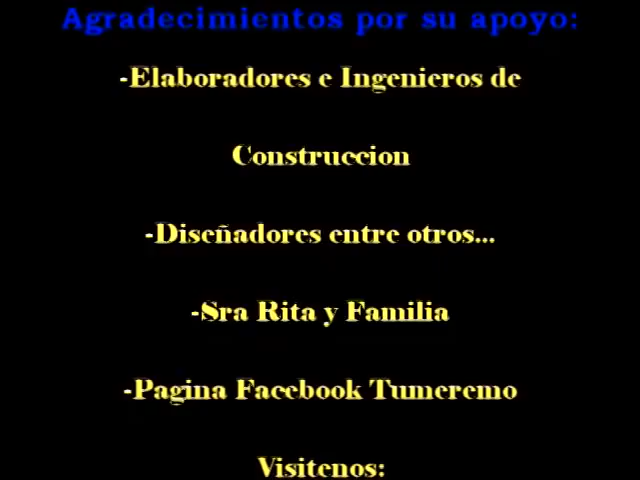 Agradecimientos por su apoyo:
-Elaboradores e Ingenieros de
Construccion
-Diseñadores entre otros...
-Sra Rita y Familia
-Pagina Facebook Tumeremo
Visitenos: